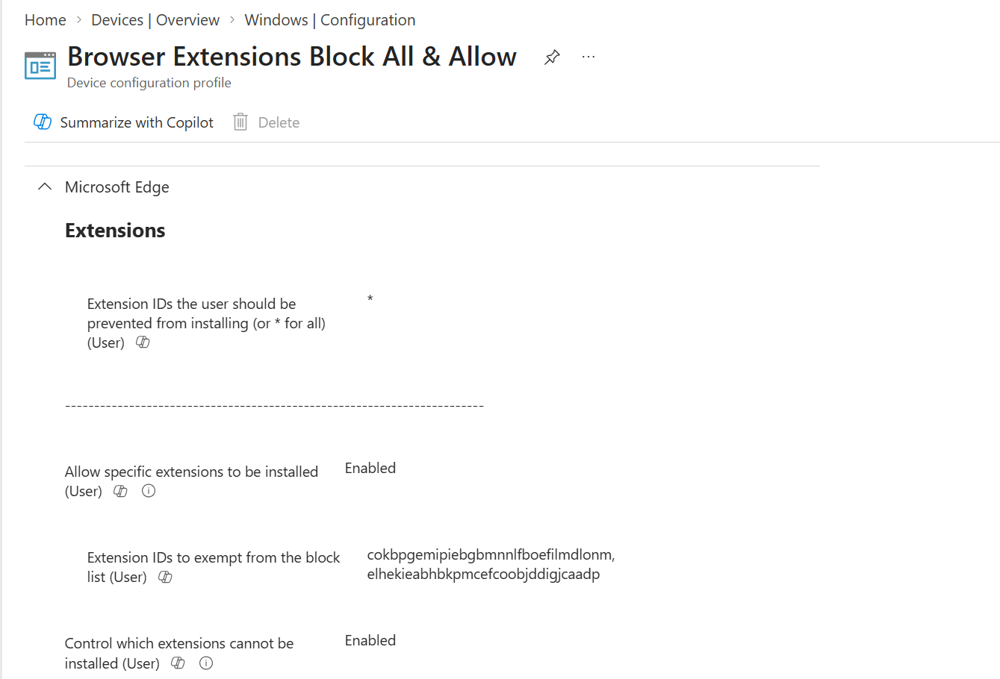 Home > Devices | Overview > Windows | Configuration
Browser Extensions Block All & Allow
...
Device configuration profile
Summarize with Copilot
Delete
Microsoft Edge
Extensions
Extension IDs the user should be
prevented from installing (or * for all)
(User)
*
------------------------------------------------------------------------
Allow specific extensions to be installed
(User)
Enabled
Extension IDs to exempt from the block
list (User)
cokbpgemipiebgbmnnlfboefilmdlonm,
elhekieabhbkpmcefcoobjddigjcaadp
Control which extensions cannot be
installed (User)
Enabled